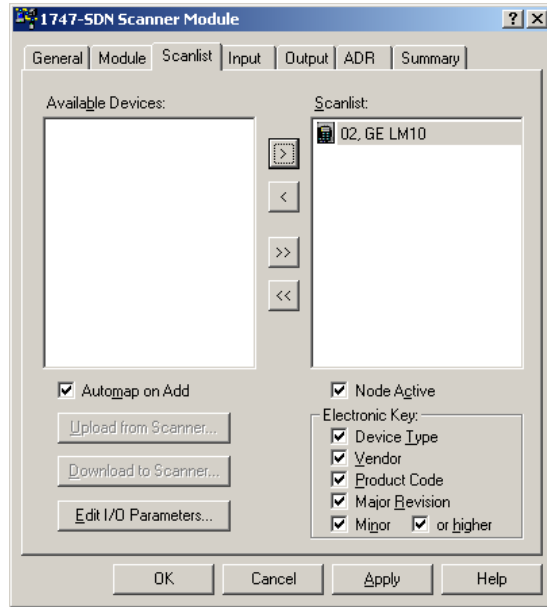 1747-SDN Scanner Module
General Module Scanlist Input Output ADR Summary
Available Devices:
Scanlist:
02, GE LM10
>
<
>>
<<
Automap on Add
Node Active
Upload from Scanner...
Download to Scanner...
Edit I/O Parameters...
Electronic Key:
Device Type
Vendor
Product Code
Major Revision
Minor or higher
OK Cancel Apply Help